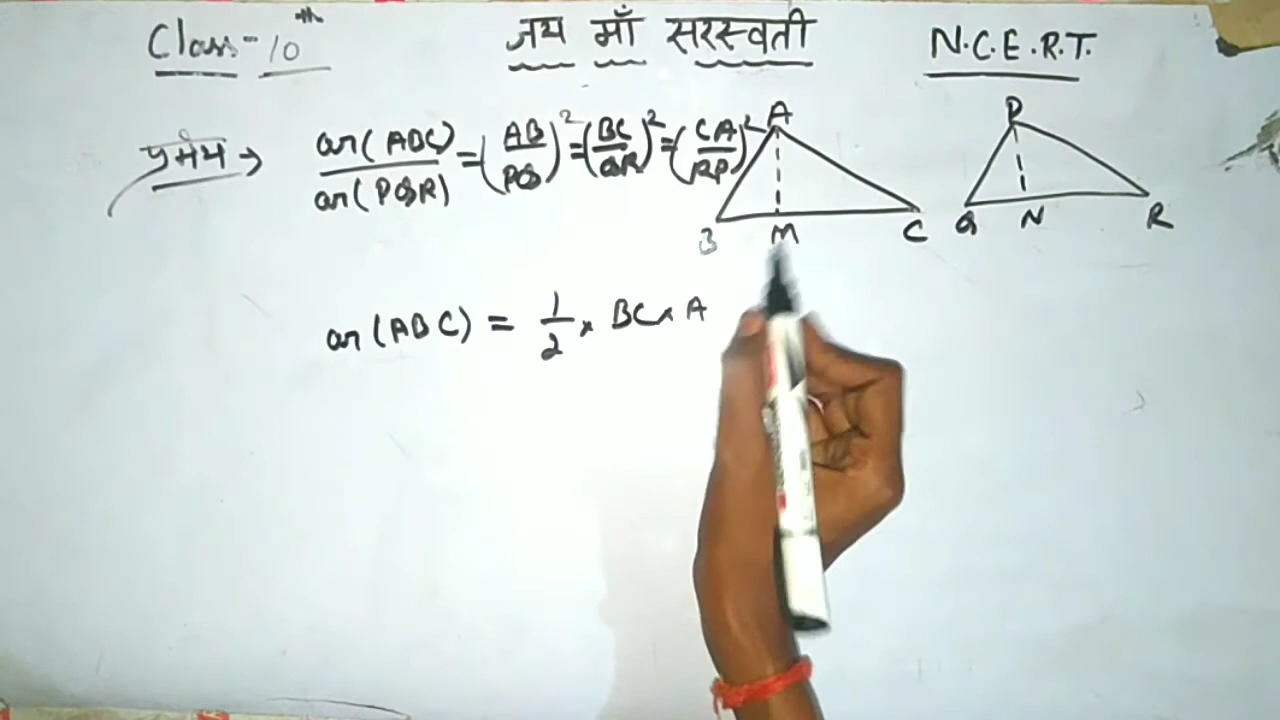 Class-10th जय माँ सरस्वती N.C.E.R.T.
प्रमेय → ar(ABC)/ar(PQR) = (AB/PQ)² = (BC/QR)² = (CA/RP)²
A P
B M C Q N R
ar(ABC) = 1/2 × BC × A